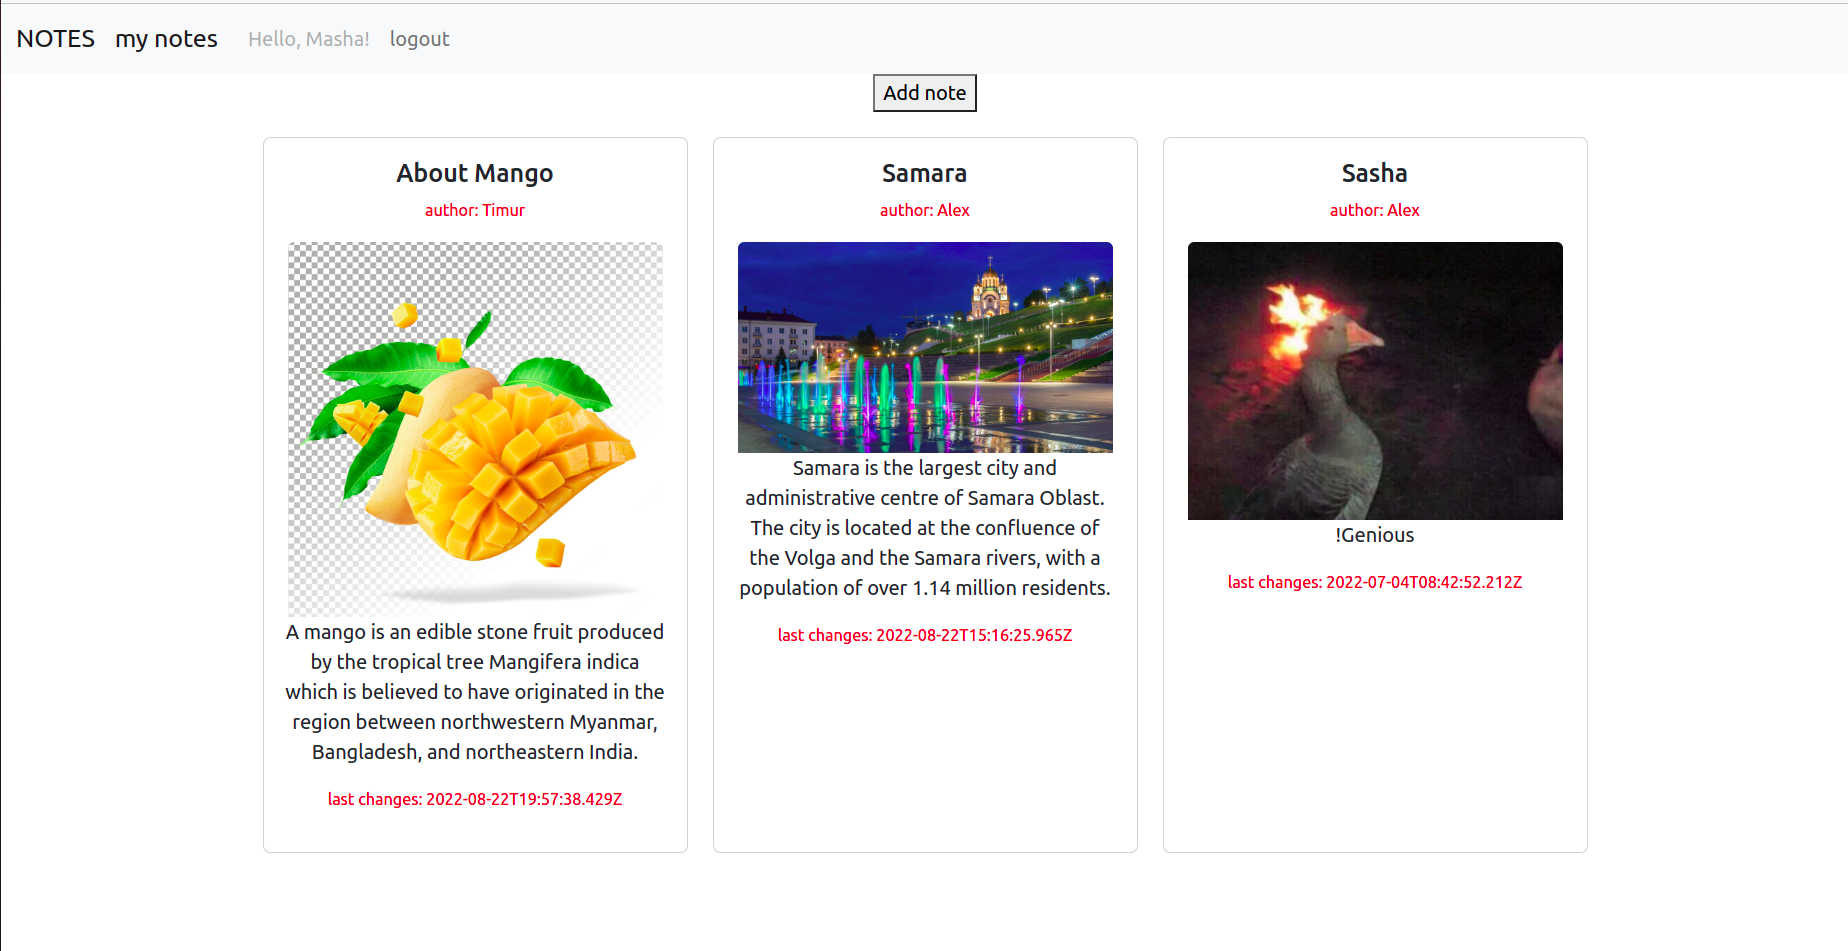 NOTES my notes Hello, Masha! logout
Add note
About Mango
author: Timur
A mango is an edible stone fruit produced
by the tropical tree Mangifera indica
which is believed to have originated in the
region between northwestern Myanmar,
Bangladesh, and northeastern India.
last changes: 2022-08-22T19:57:38.429Z
Samara
author: Alex
Samara is the largest city and
administrative centre of Samara Oblast.
The city is located at the confluence of
the Volga and the Samara rivers, with a
population of over 1.14 million residents.
last changes: 2022-08-22T15:16:25.965Z
Sasha
author: Alex
!Genious
last changes: 2022-07-04T08:42:52.212Z